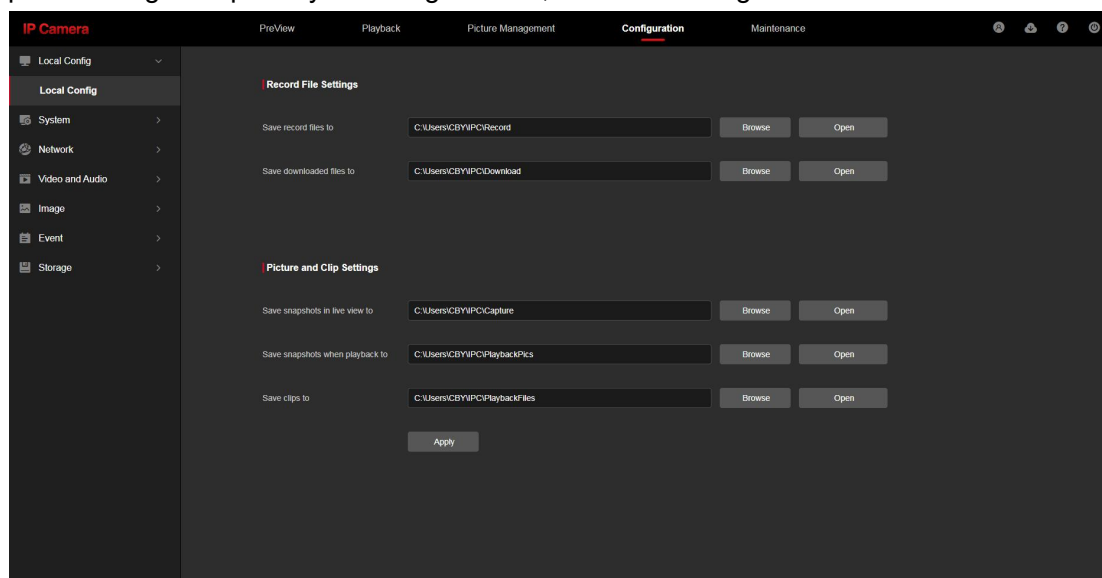 IP Camera PreView Playback Picture Management Configuration Maintenance
Local Config
Local Config
System
Network
Video and Audio
Image
Event
Storage
Record File Settings
Save record files to C:\Users\CBY\IPC\Record Browse Open
Save downloaded files to C:\Users\CBY\IPC\Download Browse Open
Picture and Clip Settings
Save snapshots in live view to C:\Users\CBY\IPC\Capture Browse Open
Save snapshots when playback to C:\Users\CBY\IPC\PlaybackPics Browse Open
Save clips to C:\Users\CBY\IPC\PlaybackFiles Browse Open
Apply